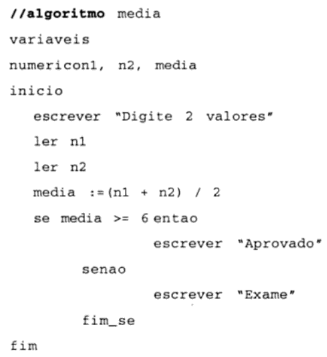 //algoritmo media
variaveis
numericon1, n2, media
inicio
escrever "Digite 2 valores"
ler n1
ler n2
media :=(n1 + n2) / 2
se media >= 6 entao
escrever "Aprovado"
senao
escrever "Exame"
fim_se
fim